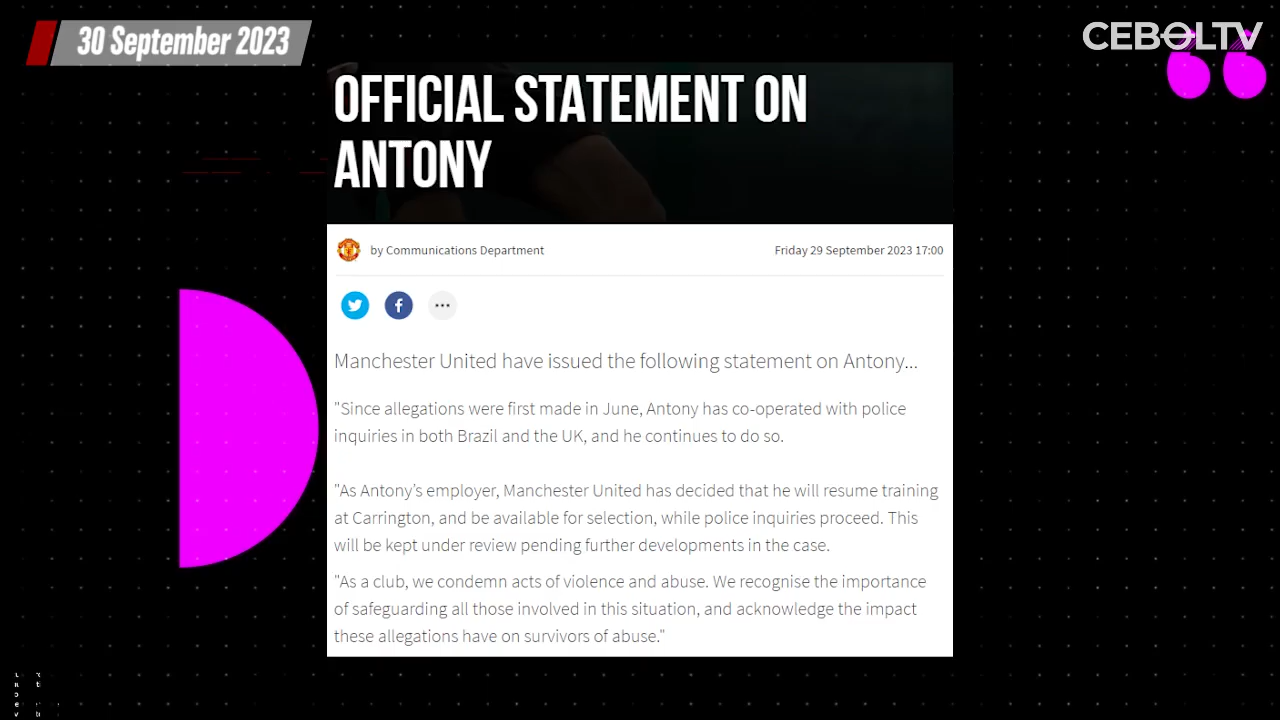 30 September 2023
CEBOLTV
OFFICIAL STATEMENT ON
ANTONY
by Communications Department
Friday 29 September 2023 17:00
Manchester United have issued the following statement on Antony...
"Since allegations were first made in June, Antony has co-operated with police
inquiries in both Brazil and the UK, and he continues to do so.
"As Antony’s employer, Manchester United has decided that he will resume training
at Carrington, and be available for selection, while police inquiries proceed. This
will be kept under review pending further developments in the case.
"As a club, we condemn acts of violence and abuse. We recognise the importance
of safeguarding all those involved in this situation, and acknowledge the impact
these allegations have on survivors of abuse."